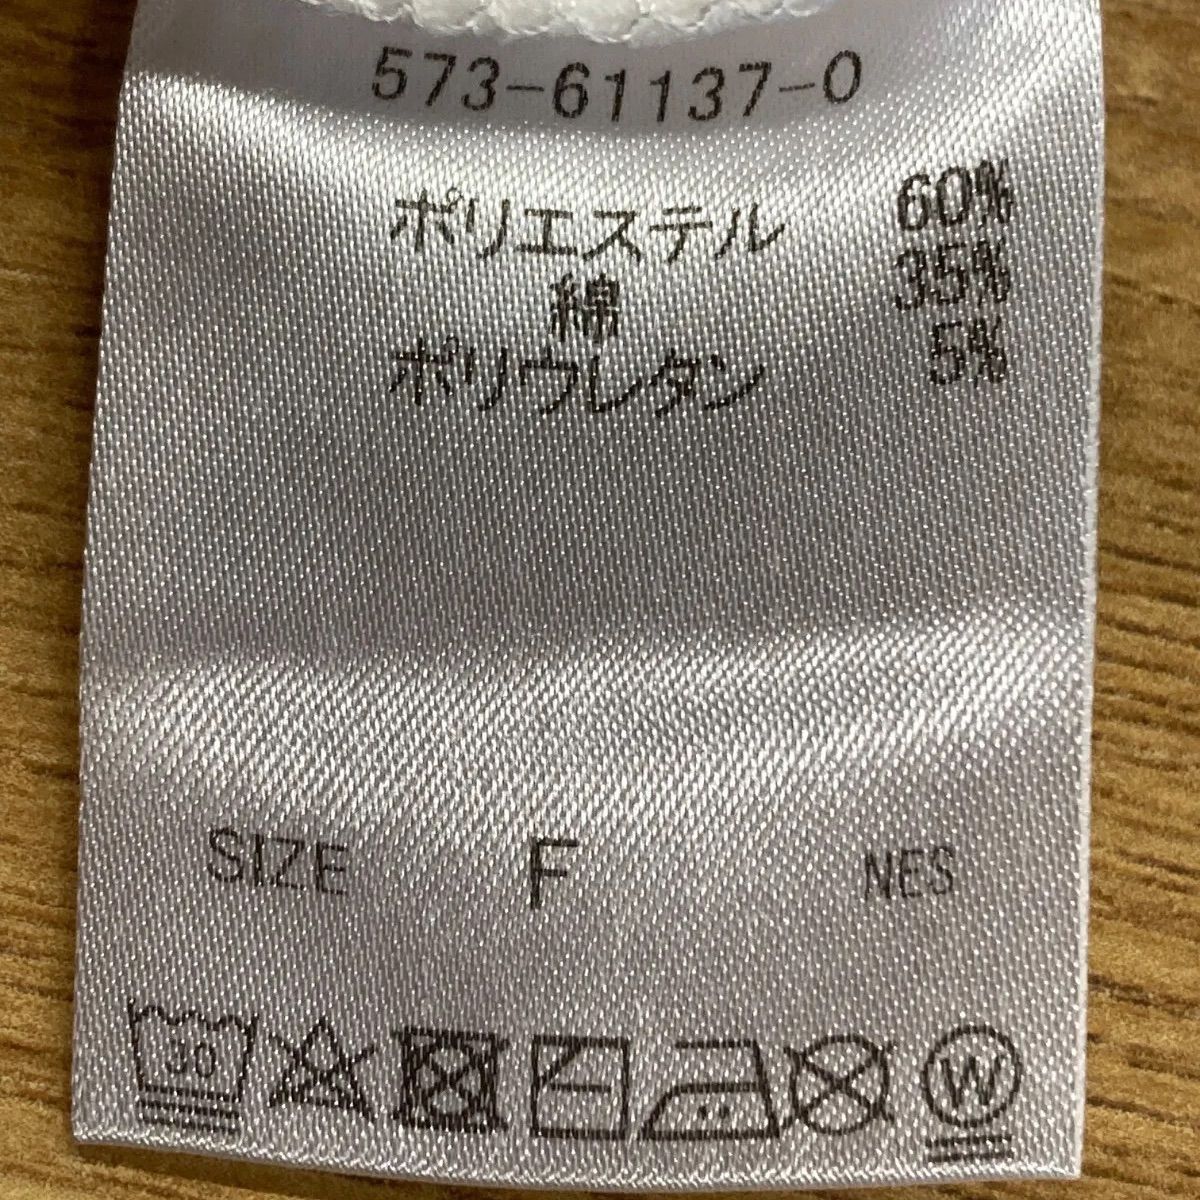 573-61137-0
ポリエステル 60%
綿 35%
ポリウレタン 5%
SIZE F NES
30 W